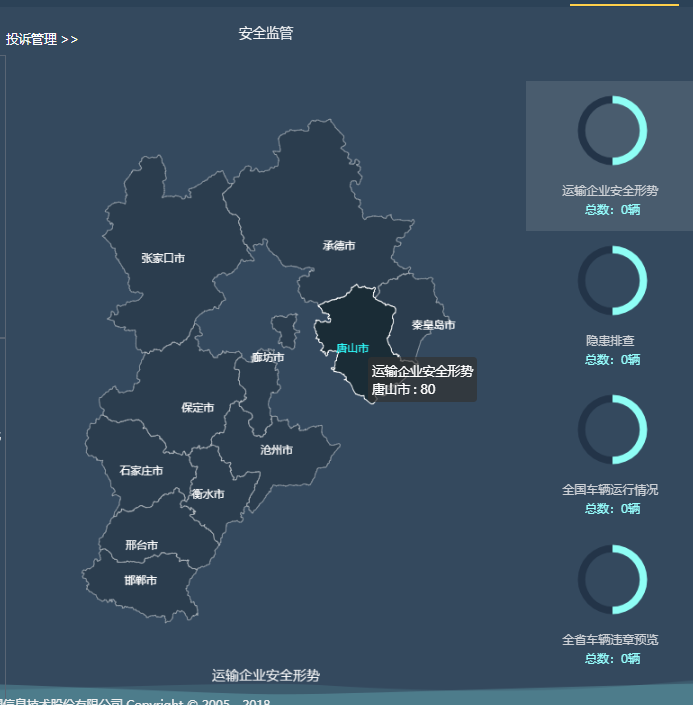 投诉管理 >>
安全监管
承德市
张家口市
秦皇岛市
唐山市
廊坊市
运输企业安全形势
唐山市 : 80
保定市
沧州市
石家庄市
衡水市
邢台市
邯郸市
运输企业安全形势
总数：0辆
隐患排查
总数：0辆
全国车辆运行情况
总数：0辆
全省车辆违章预览
总数：0辆
运输企业安全形势
信息技术股份有限公司 Copyright © 2005 - 2018